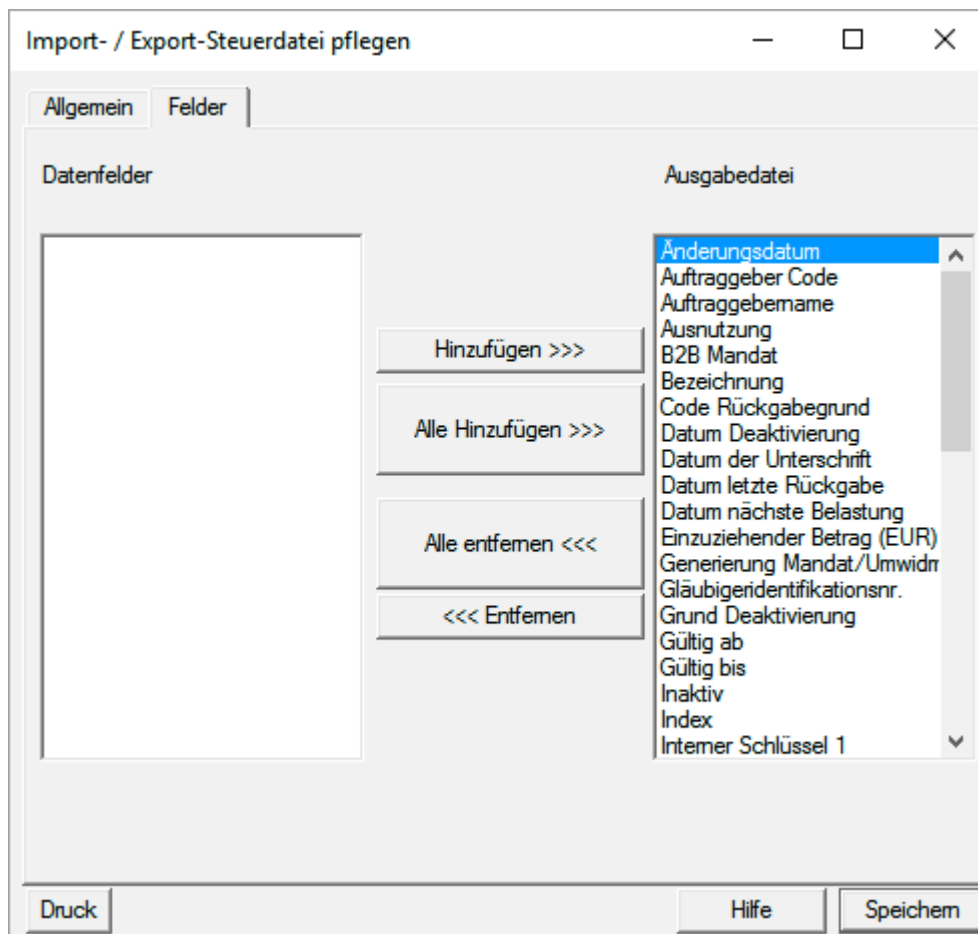 Import- / Export-Steuerdatei pflegen
Allgemein
Felder
Datenfelder
Ausgabedatei
Änderungsdatum
Auftraggeber Code
Auftraggebername
Ausnutzung
B2B Mandat
Bezeichnung
Code Rückgabegrund
Datum Deaktivierung
Datum der Unterschrift
Datum letzte Rückgabe
Datum nächste Belastung
Einzuziehender Betrag (EUR)
Generierung Mandat/Umwidm
Gläubigeridentifikationsnr.
Grund Deaktivierung
Gültig ab
Gültig bis
Inaktiv
Index
Interner Schlüssel 1
Hinzufügen >>>
Alle Hinzufügen >>>
Alle entfernen <<<
<<< Entfernen
Druck
Hilfe
Speichern